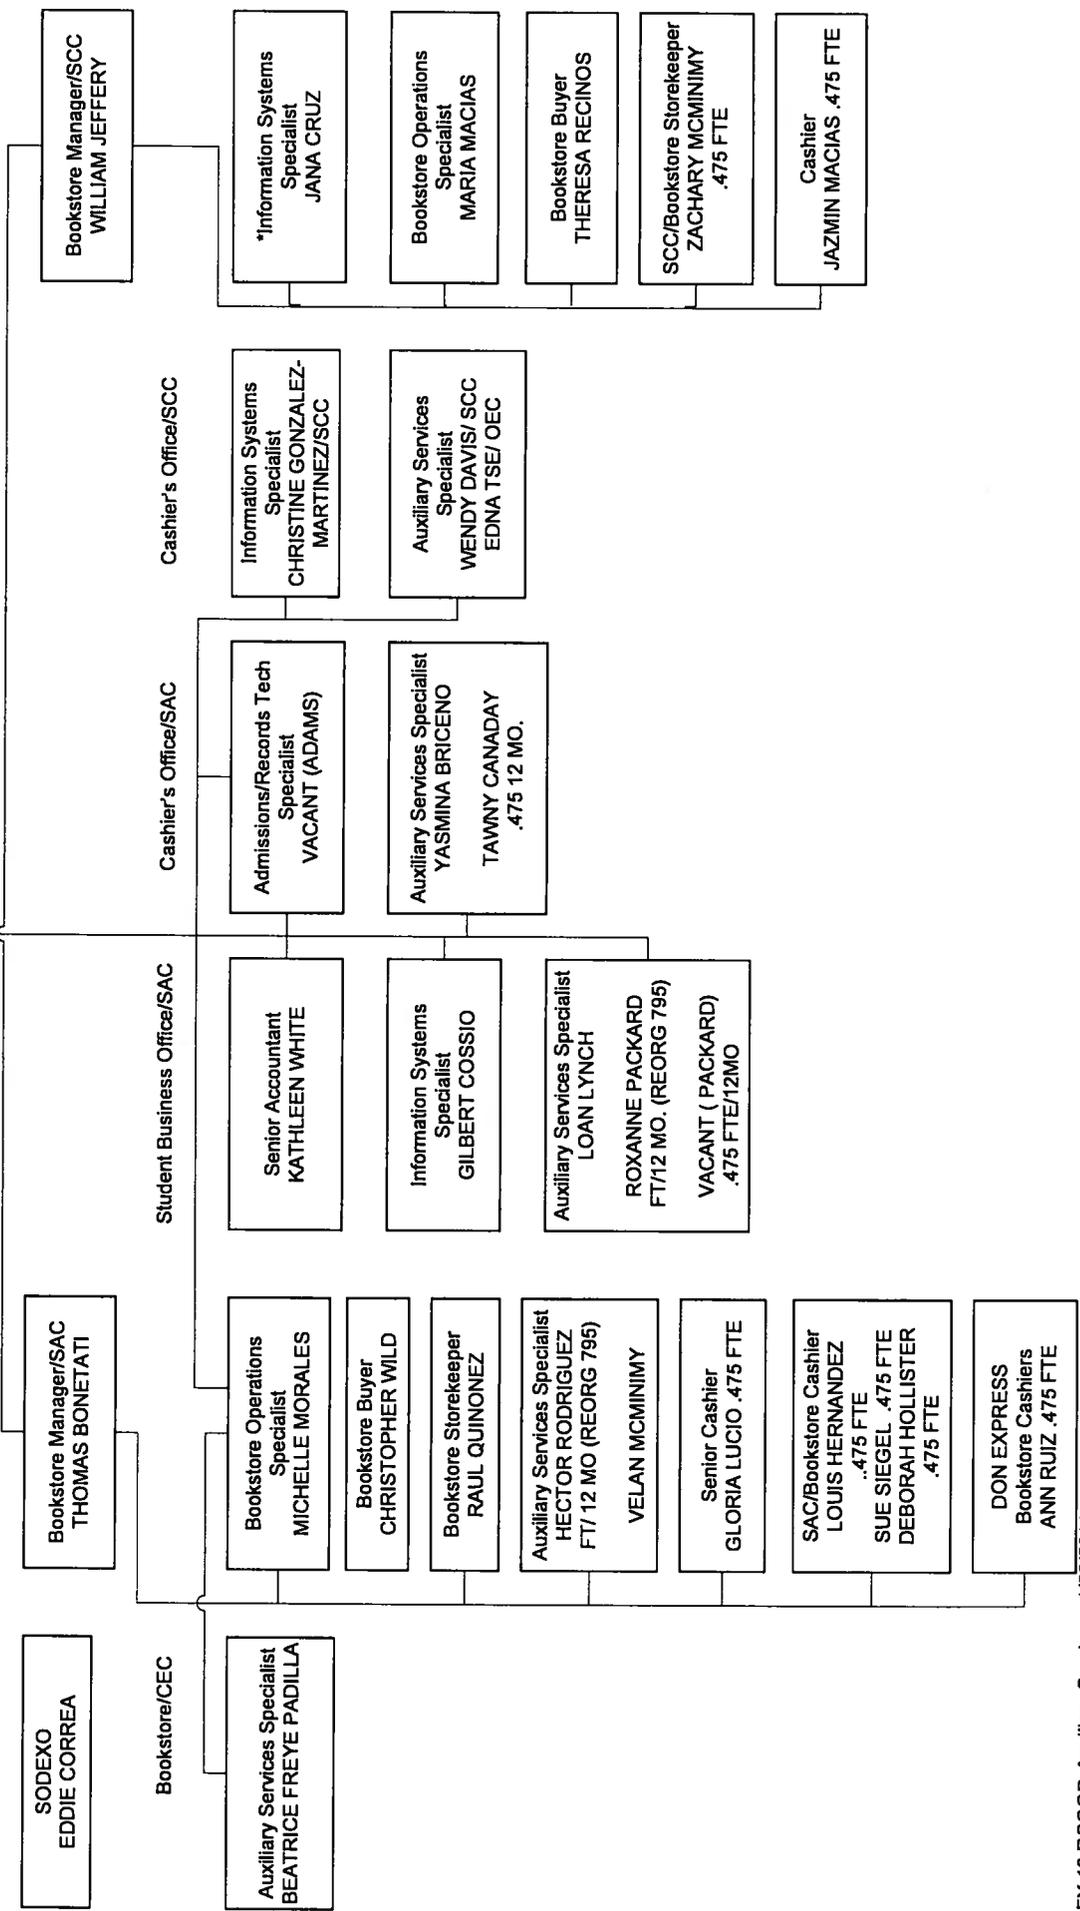 SODEXO
EDDIE CORREA
Bookstore Manager/SAC
THOMAS BONETATI
Bookstore Manager/SCC
WILLIAM JEFFERY
Bookstore/CEC
Auxiliary Services Specialist
BEATRICE FREYE PADILLA
Bookstore Operations
Specialist
MICHELLE MORALES
Bookstore Buyer
CHRISTOPHER WILD
Bookstore Storekeeper
RAUL QUINONEZ
Auxiliary Services Specialist
HECTOR RODRIGUEZ
FT/ 12 MO (REORG 795)
VELAN MCMINIMY
Senior Cashier
GLORIA LUCIO .475 FTE
SAC/Bookstore Cashier
LOUIS HERNANDEZ
..475 FTE
SUE SIEGEL .475 FTE
DEBORAH HOLLISTER
.475 FTE
DON EXPRESS
Bookstore Cashiers
ANN RUIZ .475 FTE
Student Business Office/SAC
Senior Accountant
KATHLEEN WHITE
Information Systems
Specialist
GILBERT COSSIO
Auxiliary Services Specialist
LOAN LYNCH
ROXANNE PACKARD
FT/12 MO. (REORG 795)
VACANT ( PACKARD)
.475 FTE/12MO
Cashier's Office/SAC
Admissions/Records Tech
Specialist
VACANT (ADAMS)
Auxiliary Services Specialist
YASMINA BRICENO
TAWNY CANADAY
.475 12 MO.
Cashier's Office/SCC
Information Systems
Specialist
CHRISTINE GONZALEZ-
MARTINEZ/SCC
Auxiliary Services
Specialist
WENDY DAVIS/ SCC
EDNA TSE/ OEC
*Information Systems
Specialist
JANA CRUZ
Bookstore Operations
Specialist
MARIA MACIAS
Bookstore Buyer
THERESA RECINOS
SCC/Bookstore Storekeeper
ZACHARY MCMINIMY
.475 FTE
Cashier
JAZMIN MACIAS .475 FTE